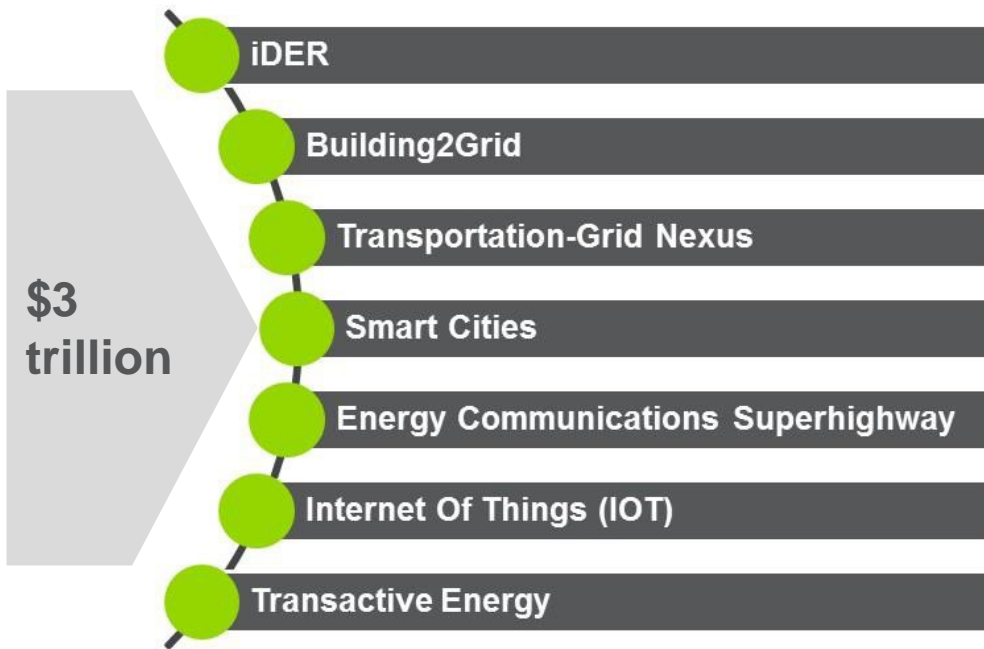 iDER
Building2Grid
Transportation-Grid Nexus
$3
trillion
Smart Cities
Energy Communications Superhighway
Internet Of Things (IOT)
Transactive Energy